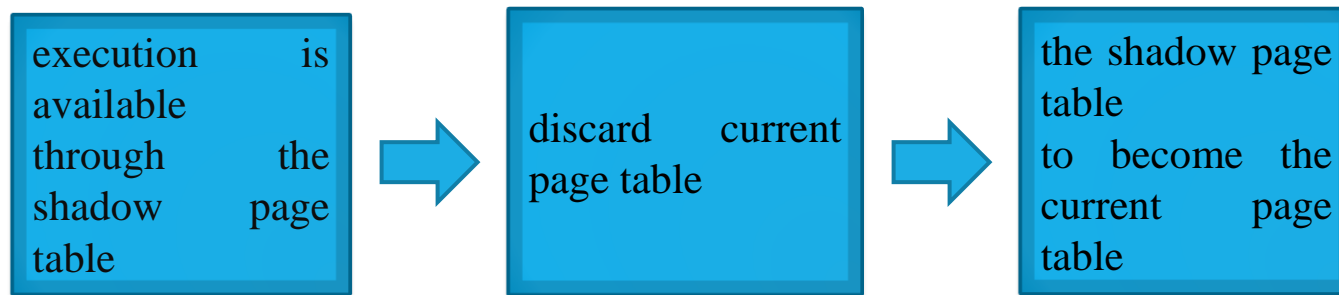 execution is
available
through the
shadow page
table
discard current
page table
the shadow page
table
to become the
current page
table